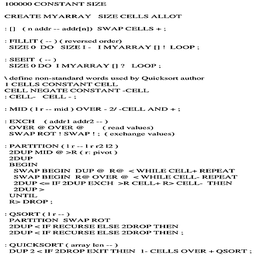 100000 CONSTANT SIZE
CREATE MYARRAY SIZE CELLS ALLOT
: [] ( n addr -- addr[n]) SWAP CELLS + ;
: FILLIT ( -- ) ( reversed order)
SIZE 0 DO SIZE I - I MYARRAY [] ! LOOP ;
: SEEIT ( -- )
SIZE 0 DO I MYARRAY [] ? LOOP ;
\ define non-standard words used by Quicksort author
1 CELLS CONSTANT CELL
CELL NEGATE CONSTANT -CELL
: CELL- CELL - ;
: MID ( l r -- mid ) OVER - 2/ -CELL AND + ;
: EXCH ( addr1 addr2 -- )
OVER @ OVER @ ( read values)
SWAP ROT ! SWAP ! ; ( exchange values)
: PARTITION ( l r -- l r r2 l2 )
2DUP MID @ >R ( r: pivot )
2DUP
BEGIN
SWAP BEGIN DUP @ R@ < WHILE CELL+ REPEAT
SWAP BEGIN R@ OVER @ < WHILE CELL- REPEAT
2DUP <= IF 2DUP EXCH >R CELL+ R> CELL- THEN
2DUP >
UNTIL
R> DROP ;
: QSORT ( l r -- )
PARTITION SWAP ROT
2DUP < IF RECURSE ELSE 2DROP THEN
2DUP < IF RECURSE ELSE 2DROP THEN ;
: QUICKSORT ( array len -- )
DUP 2 < IF 2DROP EXIT THEN 1- CELLS OVER + QSORT ;